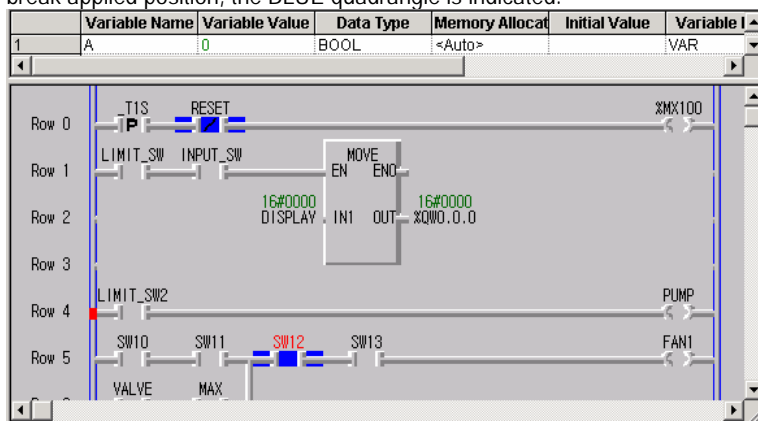 break applied position, the BLUE quadrangle is indicated.
Variable Name Variable Value Data Type Memory Allocat Initial Value Variable I
1 A 0 BOOL <Auto> VAR
_T1S RESET %MX100
Row 0 P
LIMIT_SW INPUT_SW MOVE
Row 1 EN ENO
16#0000 16#0000
Row 2 DISPLAY IN1 OUT %QW0.0.0
Row 3
LIMIT_SW2 PUMP
Row 4
SW10 SW11 SW12 SW13 FAN1
Row 5
VALVE MAX